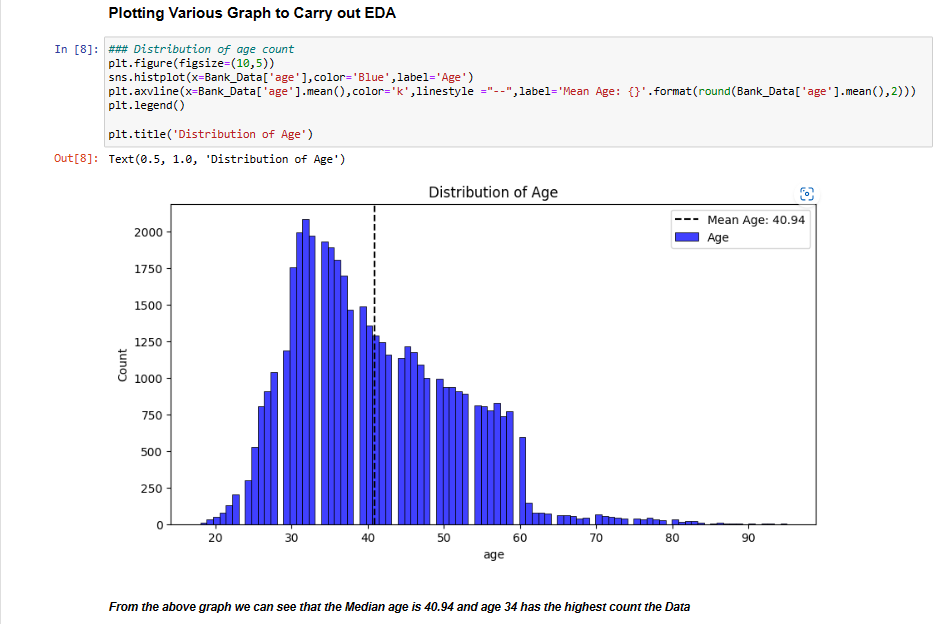 Plotting Various Graph to Carry out EDA
In [8]: ### Distribution of age count
plt.figure(figsize=(10,5))
sns.histplot(x=Bank_Data['age'],color='Blue',label='Age')
plt.axvline(x=Bank_Data['age'].mean(),color='k',linestyle ="--",label='Mean Age: {}'.format(round(Bank_Data['age'].mean(),2)))
plt.legend()
plt.title('Distribution of Age')
Out[8]: Text(0.5, 1.0, 'Distribution of Age')
Distribution of Age
Mean Age: 40.94
Age
2000
1750
1500
1250
1000
750
500
250
0
Count
20 30 40 50 60 70 80 90
age
From the above graph we can see that the Median age is 40.94 and age 34 has the highest count the Data